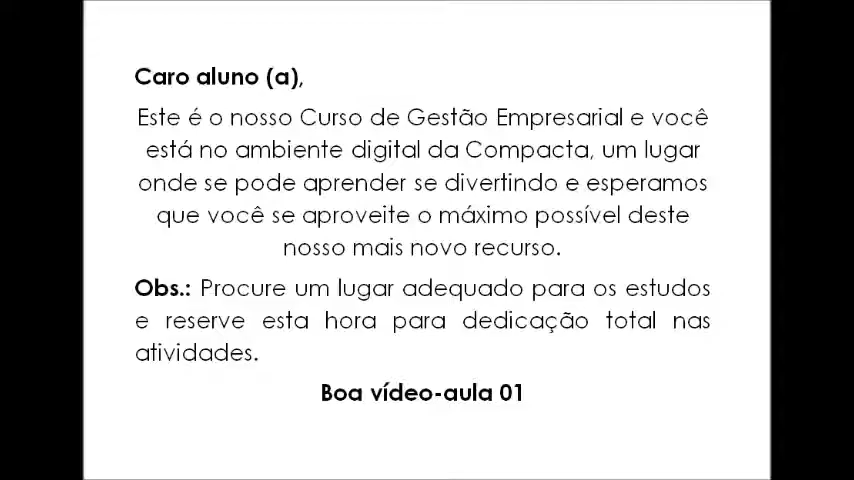 Caro aluno (a),
Este é o nosso Curso de Gestão Empresarial e você
está no ambiente digital da Compacta, um lugar
onde se pode aprender se divertindo e esperamos
que você se aproveite o máximo possível deste
nosso mais novo recurso.
Obs.: Procure um lugar adequado para os estudos
e reserve esta hora para dedicação total nas
atividades.
Boa vídeo-aula 01